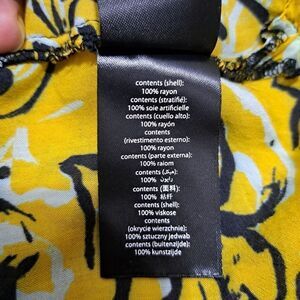 contents (shell):
100% rayon
contents (stratifié):
100% soie artificielle
contents (cuello alto):
100% rayón
contents
(rivestimento esterno):
100% rayon
contents (parte externa):
100% raiom
contents
100%
contents (面料):
100% 粘纤
contents (shell):
100% viskose
contents
(okrycie wierzchnie):
100% sztuczny jedwab
contents (buitenzijde):
100% kunstzijde